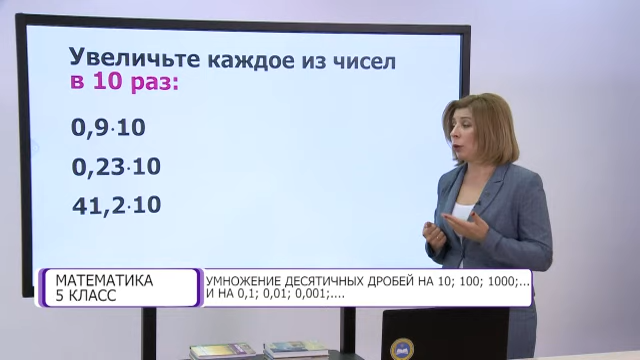 Увеличьте каждое из чисел
в 10 раз:
0,9·10
0,23·10
41,2·10
МАТЕМАТИКА
5 КЛАСС
УМНОЖЕНИЕ ДЕСЯТИЧНЫХ ДРОБЕЙ НА 10; 100; 1000;...
И НА 0,1; 0,01; 0,001;....